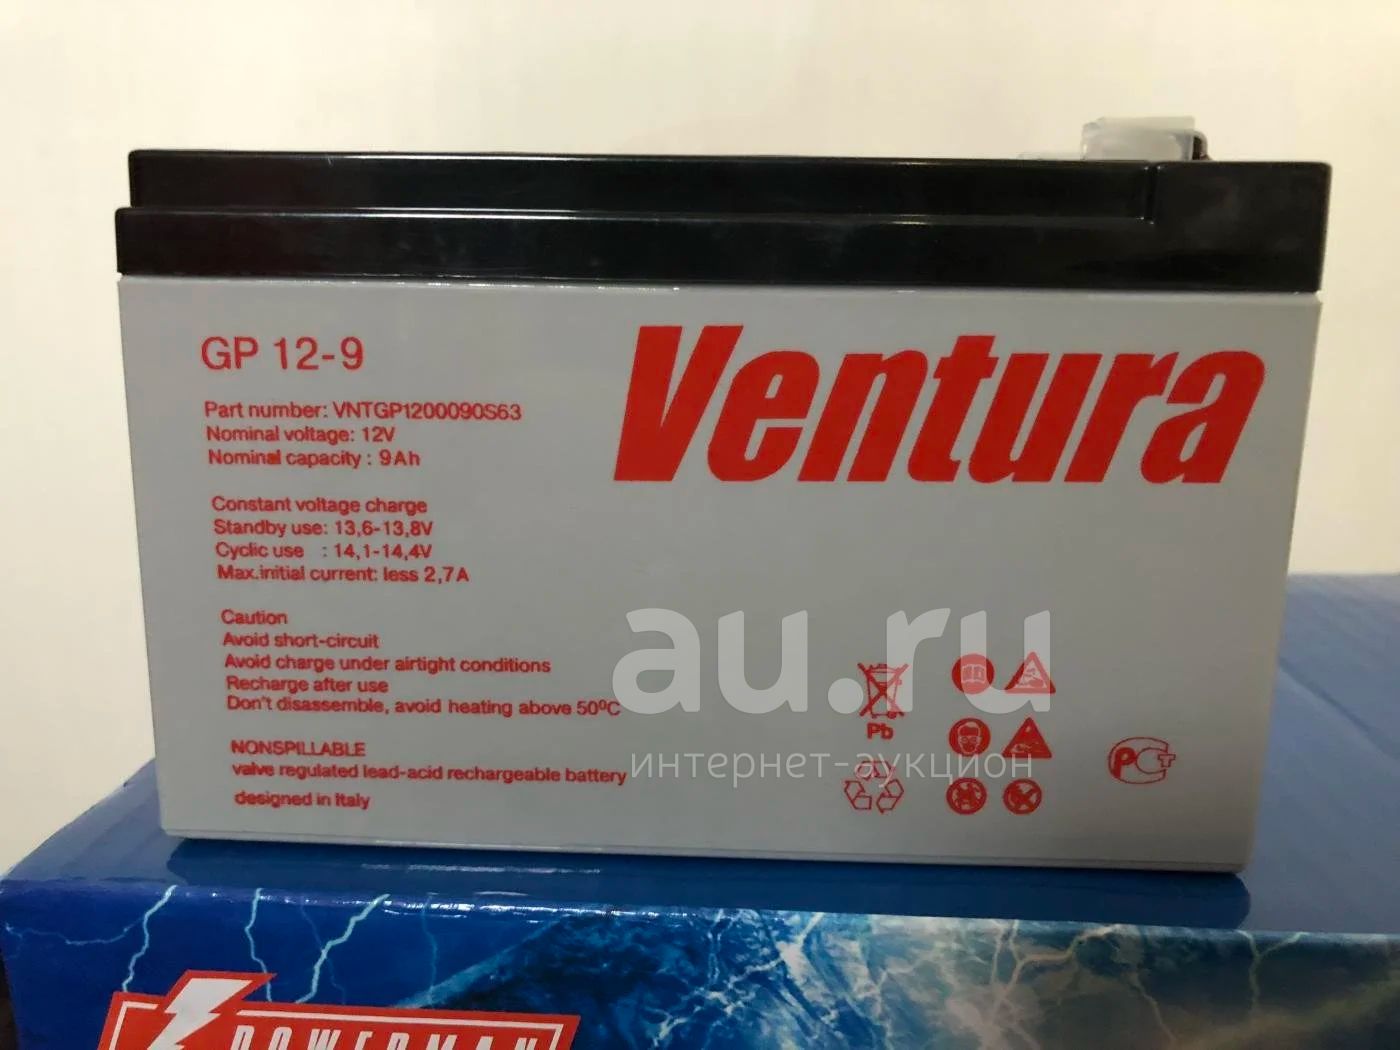 GP 12-9
Ventura
Part number: VNTGP1200090S63
Nominal voltage: 12V
Nominal capacity : 9Ah
Constant voltage charge
Standby use: 13,6-13,8V
Cyclic use : 14,1-14,4V
Max.initial current: less 2,7A
Caution
Avoid short-circuit
Avoid charge under airtight conditions
Recharge after use
Don't disassemble, avoid heating above 50ºC
NONSPILLABLE
valve regulated lead-acid rechargeable battery
designed in Italy
Pb
РСТ
au.ru
интернет-аукцион
POWERMAN